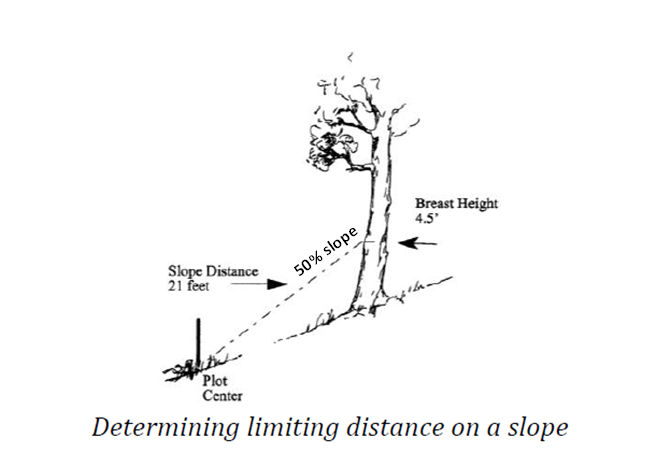 Breast Height
4.5'
50% slope
Slope Distance
21 feet
Plot
Center
Determining limiting distance on a slope